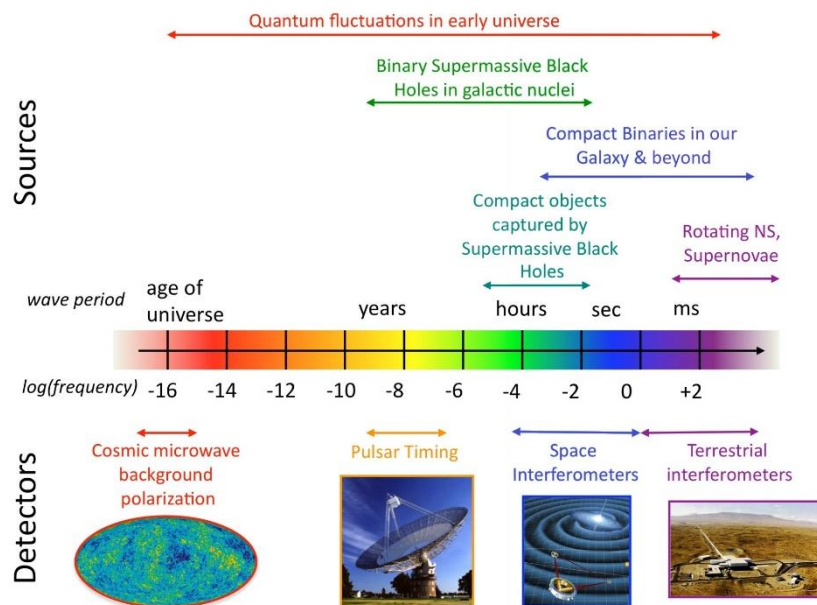 Quantum fluctuations in early universe
Binary Supermassive Black
Holes in galactic nuclei
Compact Binaries in our
Galaxy & beyond
Compact objects
captured by
Supermassive Black
Holes
Rotating NS,
Supernovae
Sources
wave period
age of
universe
years
hours
sec
ms
log(frequency)
-16 -14 -12 -10 -8 -6 -4 -2 0 +2
Detectors
Cosmic microwave
background
polarization
Pulsar Timing
Space
Interferometers
Terrestrial
interferometers